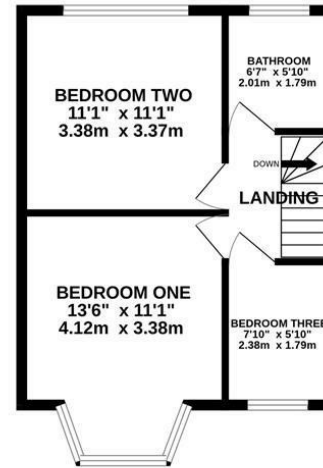 BATHROOM
6'7" x 5'10"
2.01m x 1.79m
BEDROOM TWO
11'1" x 11'1"
3.38m x 3.37m
DOWN
LANDING
BEDROOM ONE
13'6" x 11'1"
4.12m x 3.38m
BEDROOM THREE
7'10" x 5'10"
2.38m x 1.79m